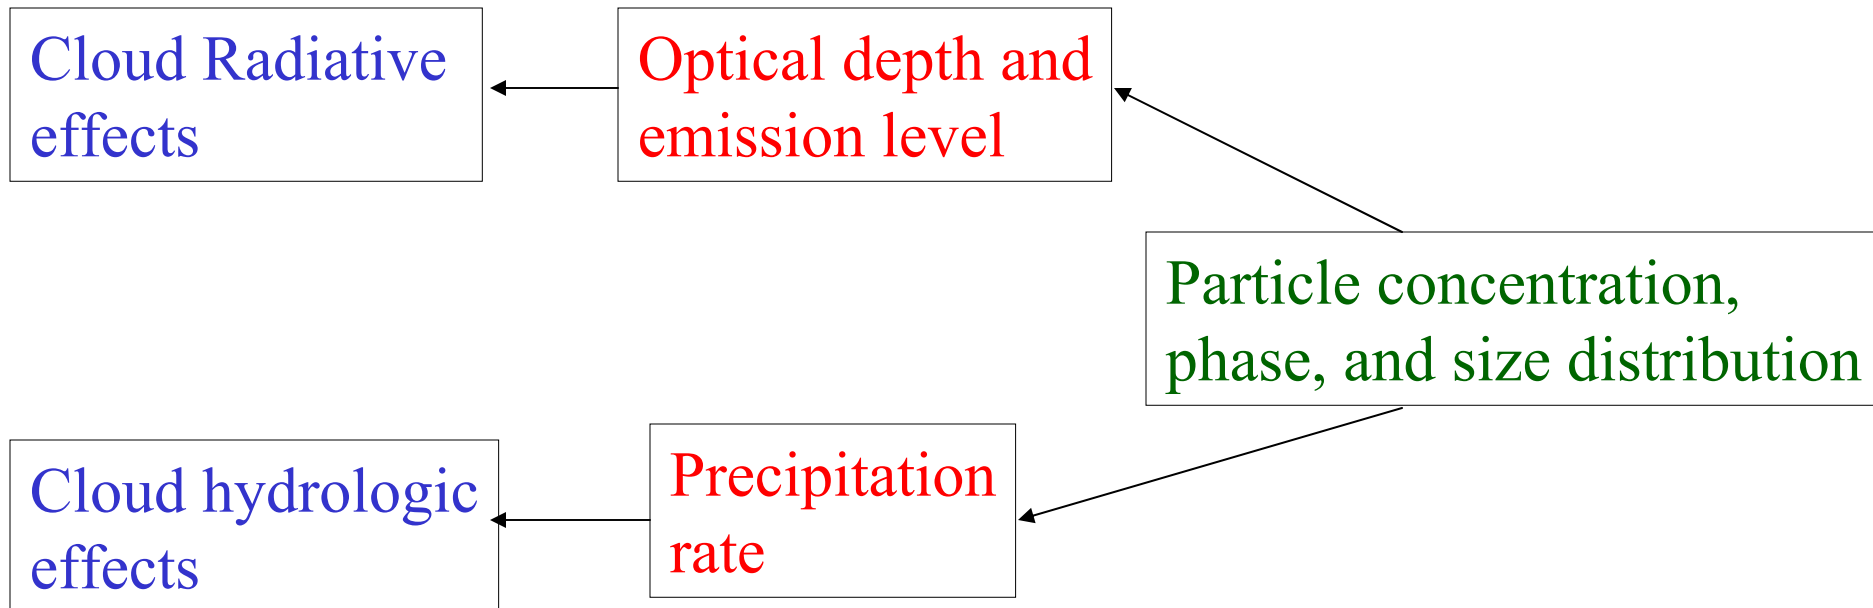 Cloud Radiative
effects
Optical depth and
emission level
Particle concentration,
phase, and size distribution
Cloud hydrologic
effects
Precipitation
rate